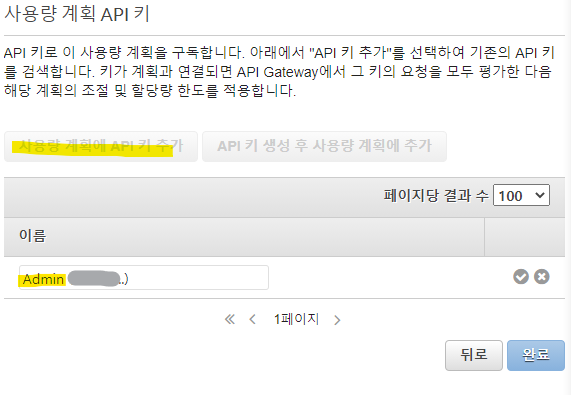 사용량 계획 API 키
API 키로 이 사용량 계획을 구독합니다. 아래에서 "API 키 추가"를 선택하여 기존의 API 키
를 검색합니다. 키가 계획과 연결되면 API Gateway에서 그 키의 요청을 모두 평가한 다음
해당 계획의 조절 및 할당량 한도를 적용합니다.
사용량 계획에 API 키 추가 API 키 생성 후 사용량 계획에 추가
페이지당 결과 수 100
이름
Admin ..)
1페이지
뒤로 완료